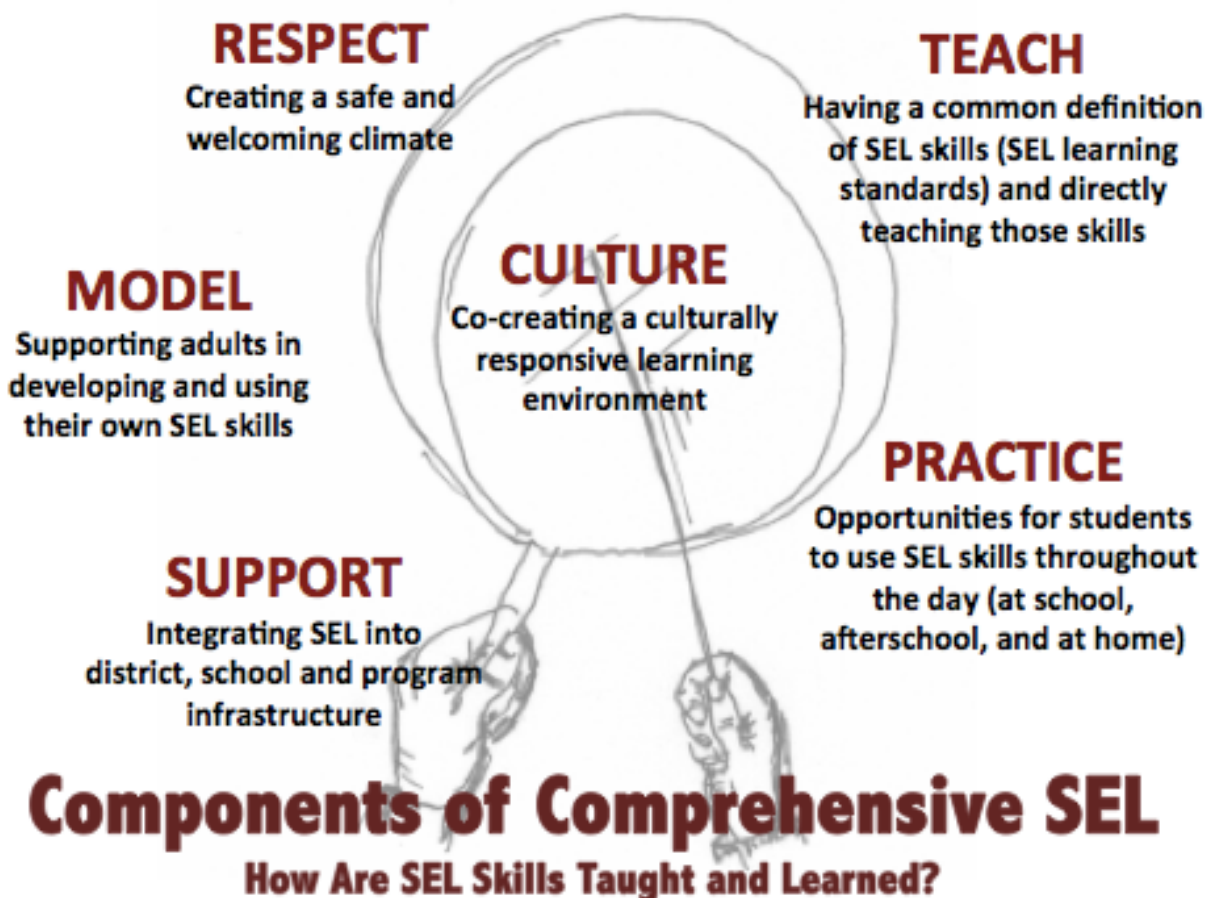 RESPECT
Creating a safe and
welcoming climate
TEACH
Having a common definition
of SEL skills (SEL learning
standards) and directly
teaching those skills
CULTURE
Co-creating a culturally
responsive learning
environment
MODEL
Supporting adults in
developing and using
their own SEL skills
PRACTICE
Opportunities for students
to use SEL skills throughout
the day (at school,
afterschool, and at home)
SUPPORT
Integrating SEL into
district, school and program
infrastructure
Components of Comprehensive SEL
How Are SEL Skills Taught and Learned?